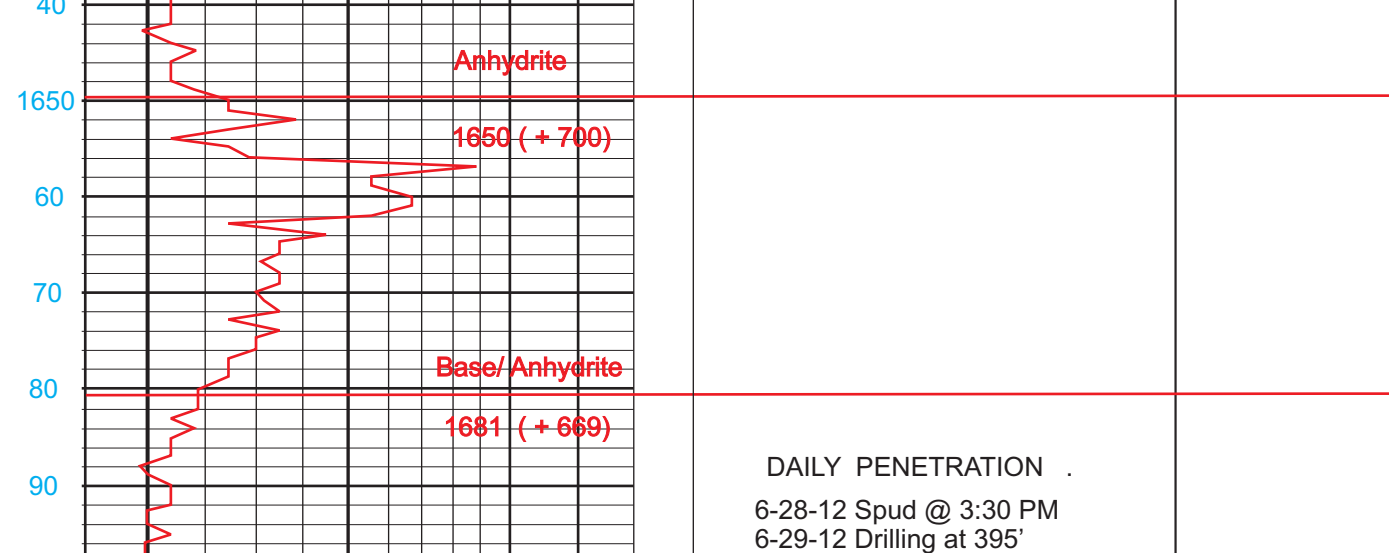 40
Anhydrite
1650
1650 ( + 700)
60
70
Base/ Anhydrite
80
1681 ( + 669)
DAILY PENETRATION .
90
6-28-12 Spud @ 3:30 PM
6-29-12 Drilling at 395’